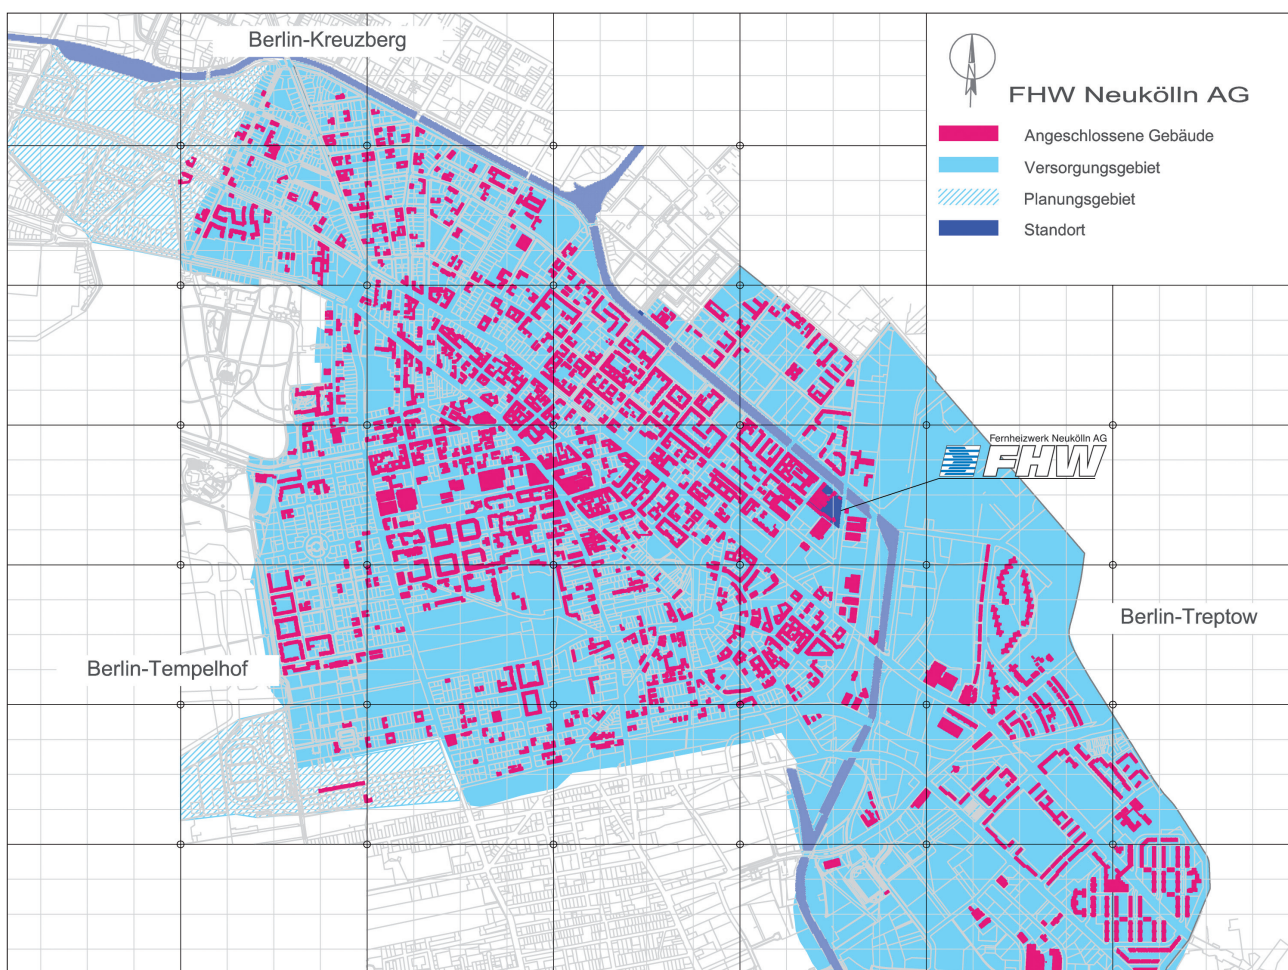 Berlin-Kreuzberg
FHW Neukölln AG
Angeschlossene Gebäude
Versorgungsgebiet
Planungsgebiet
Standort
Fernheizwerk Neukölln AG
FHW
Berlin-Treptow
Berlin-Tempelhof